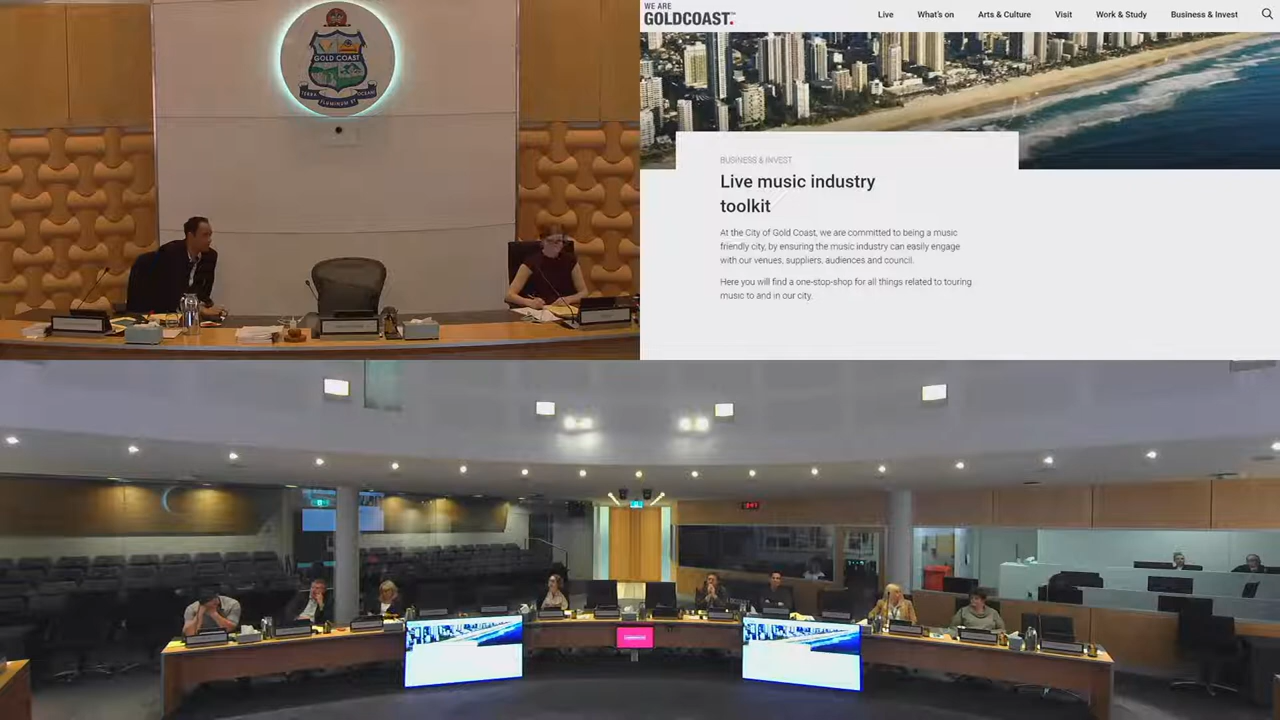 GOLD COAST
WE ARE
GOLDCOAST.
Live What's on Arts & Culture Visit Work & Study Business & Invest
BUSINESS & INVEST
Live music industry
toolkit
At the City of Gold Coast, we are committed to being a music
friendly city, by ensuring the music industry can easily engage
with our venues, suppliers, audiences and council.
Here you will find a one-stop-shop for all things related to touring
music to and in our city.